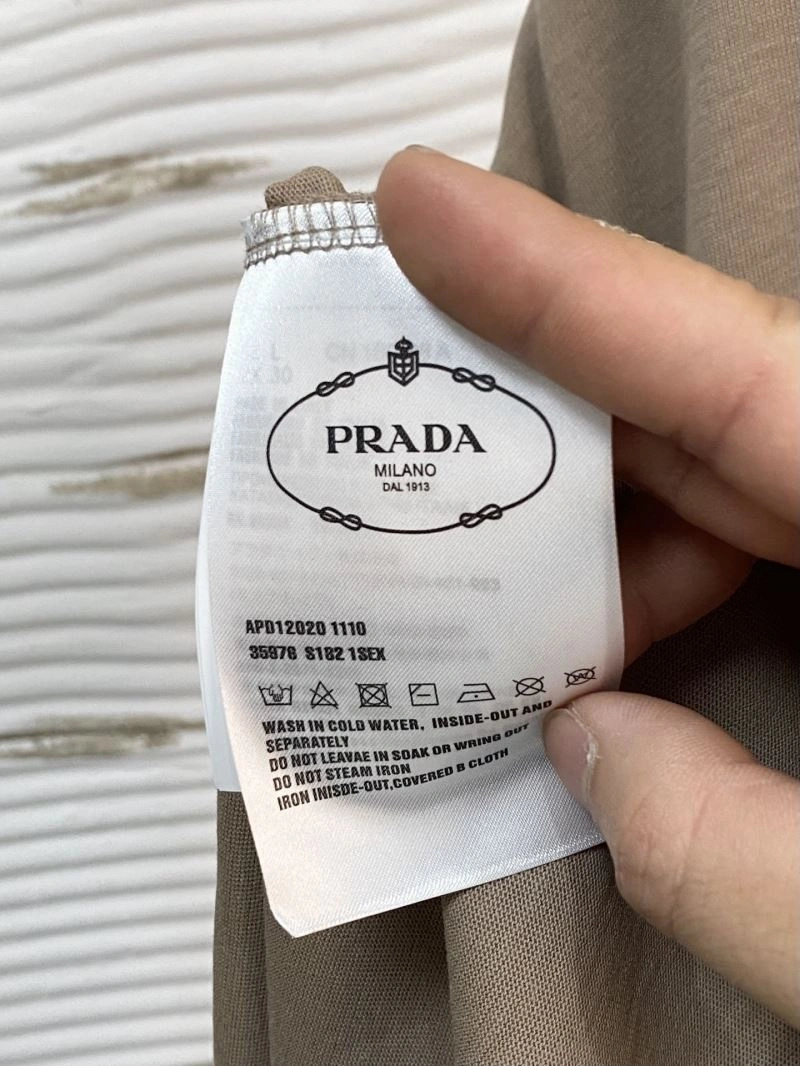 PRADA
MILANO
DAL 1913
APD12020 1110
35976 S182 1SEX
WASH IN COLD WATER, INSIDE-OUT AND
SEPARATELY
DO NOT LEAVAE IN SOAK OR WRING OUT
DO NOT STEAM IRON
IRON INISDE-OUT,COVERED B CLOTH